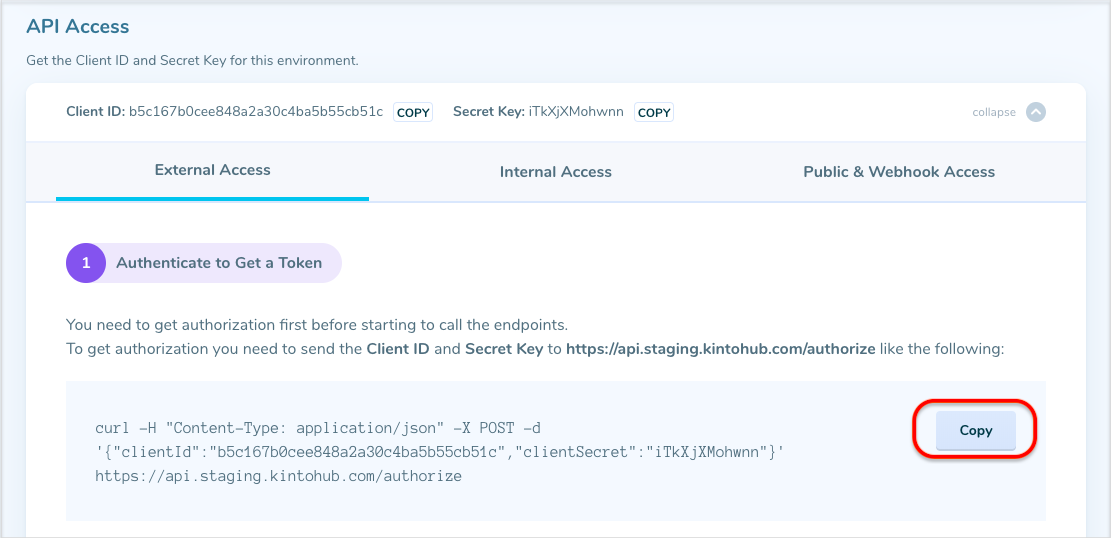 API Access
Get the Client ID and Secret Key for this environment.
Client ID: b5c167b0cee848a2a30c4ba5b55cb51c COPY Secret Key: iTkXjXMohwnn COPY collapse
External Access Internal Access Public & Webhook Access
1 Authenticate to Get a Token
You need to get authorization first before starting to call the endpoints.
To get authorization you need to send the Client ID and Secret Key to https://api.staging.kintohub.com/authorize like the following:
curl -H "Content-Type: application/json" -X POST -d
Copy
'{"clientId":"b5c167b0cee848a2a30c4ba5b55cb51c","clientSecret":"iTkXjXMohwnn"}'
https://api.staging.kintohub.com/authorize